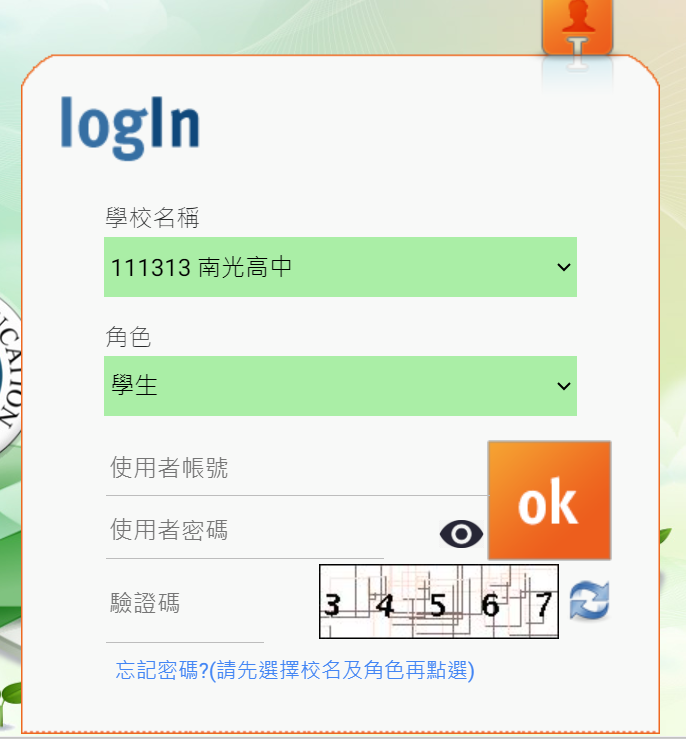 logIn
學校名稱
111313 南光高中
角色
學生
使用者帳號
ok
使用者密碼
驗證碼
3 4 5 6 7
忘記密碼?(請先選擇校名及角色再點選)